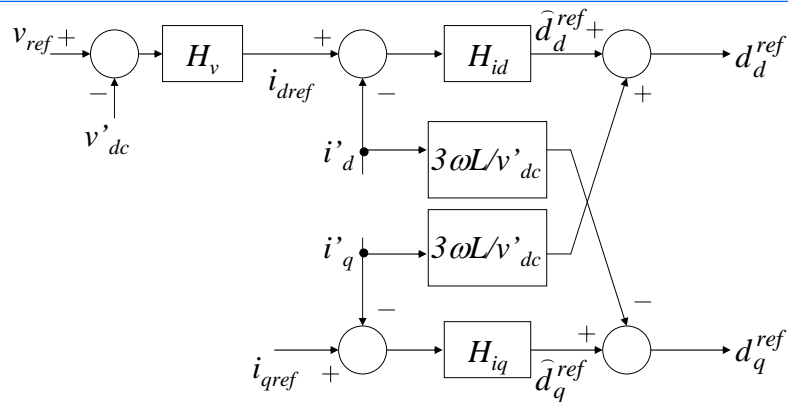 v_ref + − v'_dc
H_v
i_dref
+ −
H_id
d̂_d^ref + +
d_d^ref
i'_d
3ωL/v'_dc
i'_q
3ωL/v'_dc
− +
i_qref
H_iq
d̂_q^ref + −
d_q^ref